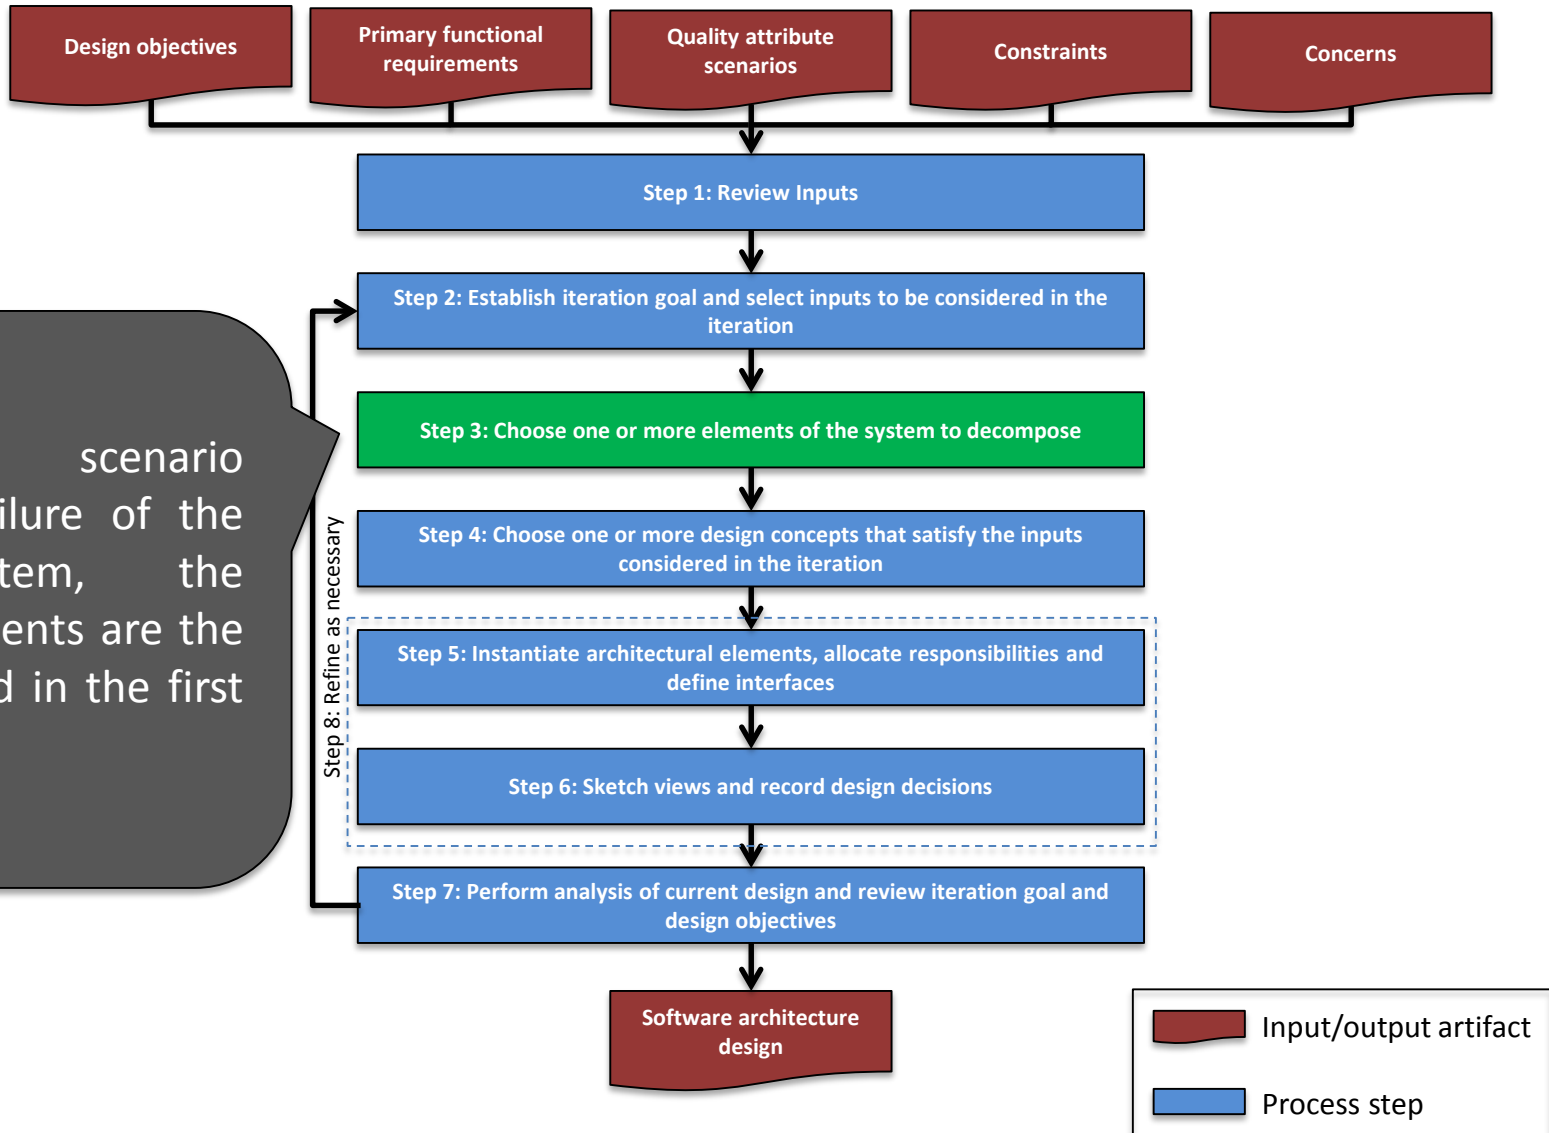 Design objectives
Primary functional
requirements
Quality attribute
scenarios
Constraints
Concerns
Step 1: Review Inputs
Step 2: Establish iteration goal and select inputs to be considered in the
iteration
Step 3: Choose one or more elements of the system to decompose
Step 4: Choose one or more design concepts that satisfy the inputs
considered in the iteration
Step 5: Instantiate architectural elements, allocate responsibilities and
define interfaces
Step 6: Sketch views and record design decisions
Step 7: Perform analysis of current design and review iteration goal and
design objectives
Step 8: Refine as necessary
scenario
ilure of the
tem, the
ents are the
d in the first
Software architecture
design
Input/output artifact
Process step